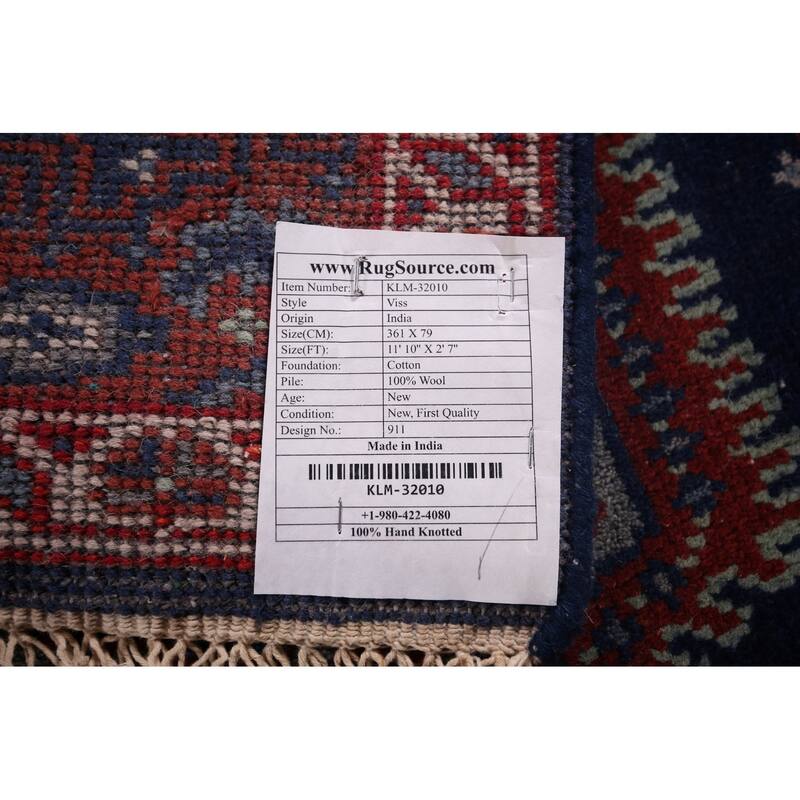 www.RugSource.com
Item Number: KLM-32010
Style Viss
Origin India
Size(CM): 361 X 79
Size(FT): 11' 10" X 2' 7"
Foundation: Cotton
Pile: 100% Wool
Age: New
Condition: New, First Quality
Design No.: 911
Made in India
KLM-32010
+1-980-422-4080
100% Hand Knotted